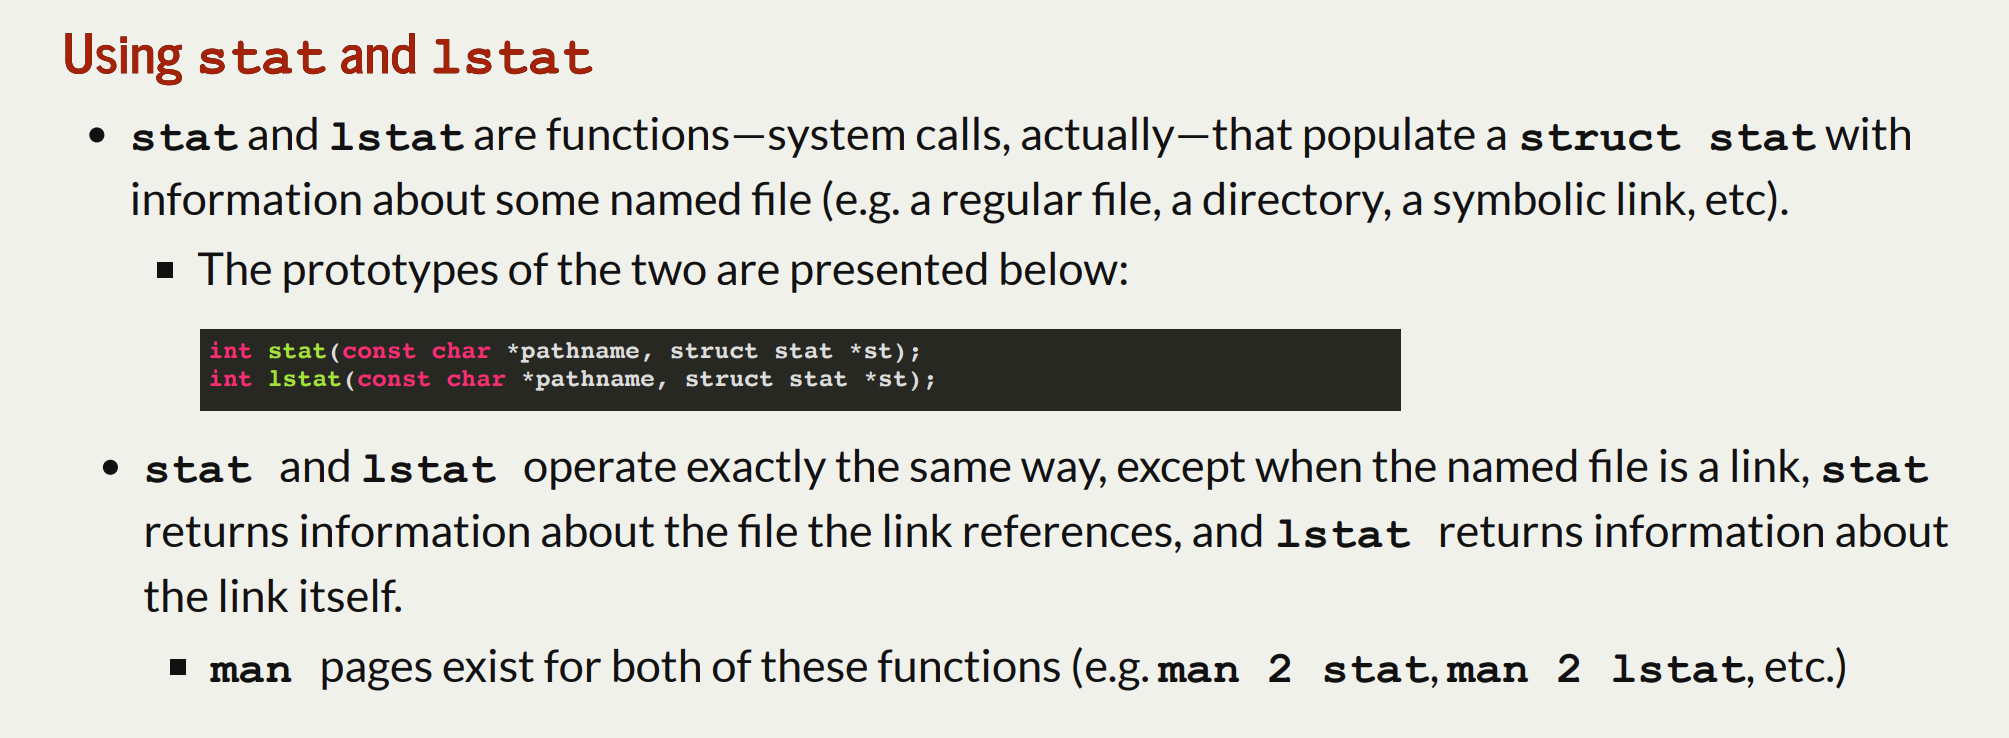 Using stat and lstat
stat and lstat are functions—system calls, actually—that populate a struct stat with
information about some named file (e.g. a regular file, a directory, a symbolic link, etc).
The prototypes of the two are presented below:
int stat(const char *pathname, struct stat *st);
int lstat(const char *pathname, struct stat *st);
stat and lstat operate exactly the same way, except when the named file is a link, stat
returns information about the file the link references, and lstat returns information about
the link itself.
man pages exist for both of these functions (e.g. man 2 stat, man 2 lstat, etc.)